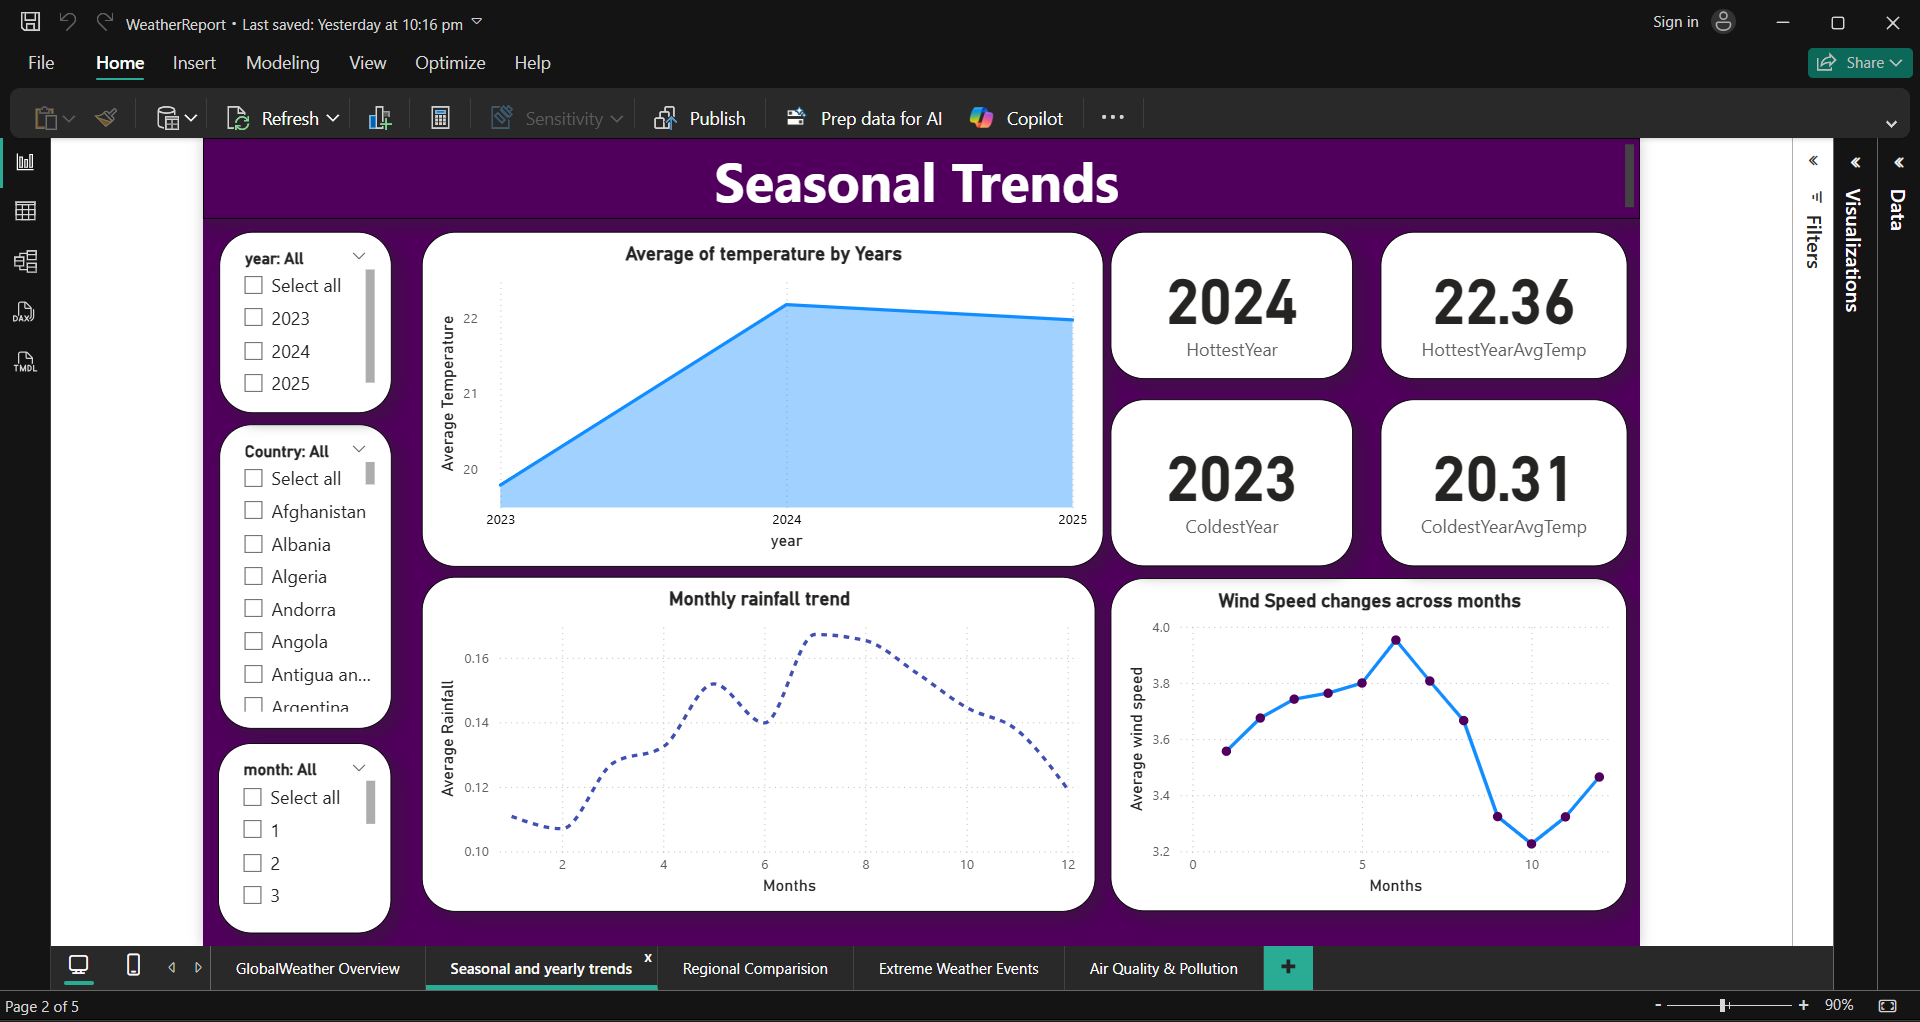 WeatherReport • Last saved: Yesterday at 10:16 pm
Sign in
File
Home
Insert
Modeling
View
Optimize
Help
Share
Refresh
Sensitivity
Publish
Prep data for AI
Copilot
DAX
TMDL
Seasonal Trends
year: All
Select all
2023
2024
2025
Country: All
Select all
Afghanistan
Albania
Algeria
Andorra
Angola
Antigua an...
Argentina
month: All
Select all
1
2
3
Average of temperature by Years
Average Temperature
22
21
20
2023
2024
2025
year
2024
HottestYear
22.36
HottestYearAvgTemp
2023
ColdestYear
20.31
ColdestYearAvgTemp
Monthly rainfall trend
Average Rainfall
0.16
0.14
0.12
0.10
2
4
6
8
10
12
Months
Wind Speed changes across months
Average wind speed
4.0
3.8
3.6
3.4
3.2
0
5
10
Months
Filters
Visualizations
Data
GlobalWeather Overview
Seasonal and yearly trends
x
Regional Comparision
Extreme Weather Events
Air Quality & Pollution
+
Page 2 of 5
- + 90%